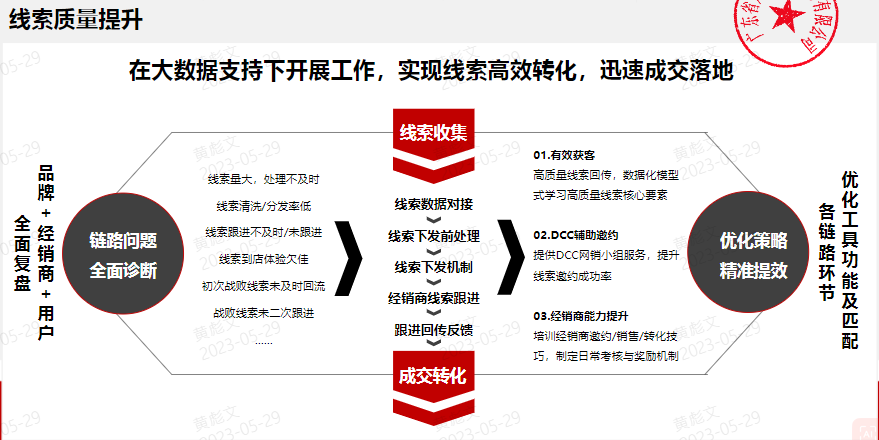 线索质量提升
广东省
有限公司
在大数据支持下开展工作，实现线索高效转化，迅速成交落地
品牌+经销商+用户
全面复盘
链路问题
全面诊断
线索量大，处理不及时
线索清洗/分发率低
线索跟进不及时/未跟进
线索到店体验欠佳
初次战败线索未及时回流
战败线索未二次跟进
......
线索收集
线索数据对接
线索下发前处理
线索下发机制
经销商线索跟进
跟进回传反馈
成交转化
01.有效获客
高质量线索回传，数据化模型
式学习高质量线索核心要素
02.DCC辅助邀约
提供DCC网销小组服务，提升
线索邀约成功率
03.经销商能力提升
培训经销商邀约/销售/转化技
巧，制定日常考核与奖励机制
优化策略
精准提效
优化工具功能及匹配
各链路环节
黄彪文
2023-05-29